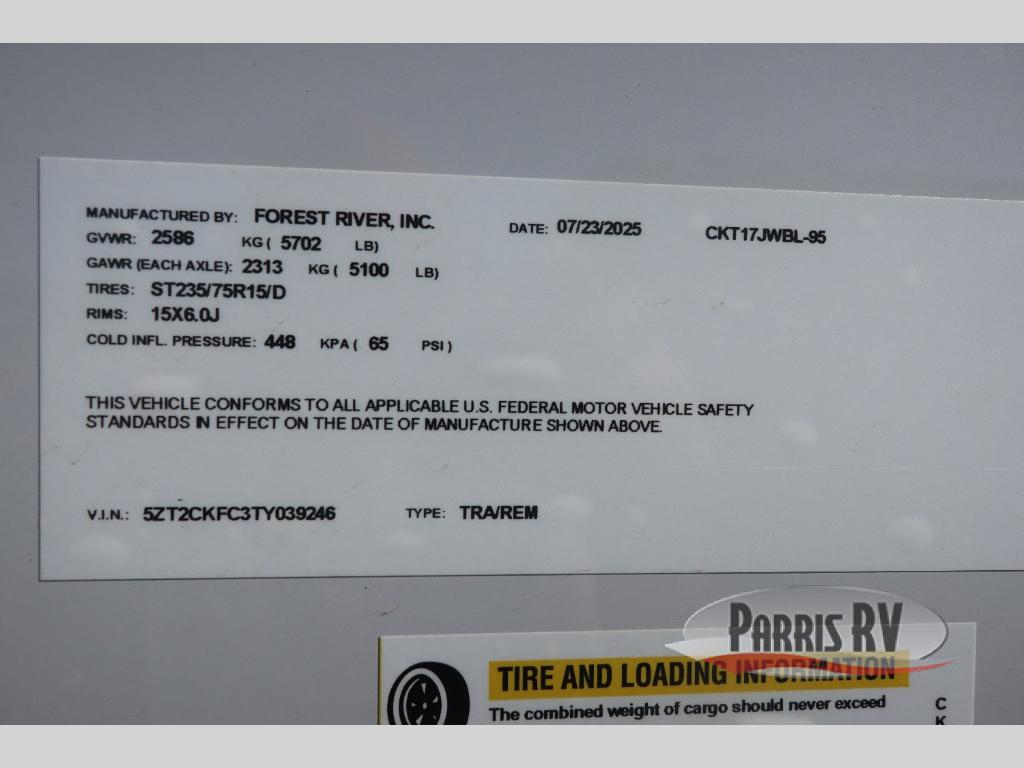 MANUFACTURED BY: FOREST RIVER, INC. DATE: 07/23/2025 CKT17JWBL-95
GVWR: 2586 KG ( 5702 LB)
GAWR (EACH AXLE): 2313 KG ( 5100 LB)
TIRES: ST235/75R15/D
RIMS: 15X6.0J
COLD INFL. PRESSURE: 448 KPA ( 65 PSI )
THIS VEHICLE CONFORMS TO ALL APPLICABLE U.S. FEDERAL MOTOR VEHICLE SAFETY
STANDARDS IN EFFECT ON THE DATE OF MANUFACTURE SHOWN ABOVE.
V.I.N.: 5ZT2CKFC3TY039246 TYPE: TRA/REM
PARRIS RV
TIRE AND LOADING INFORMATION
The combined weight of cargo should never exceed
C
K